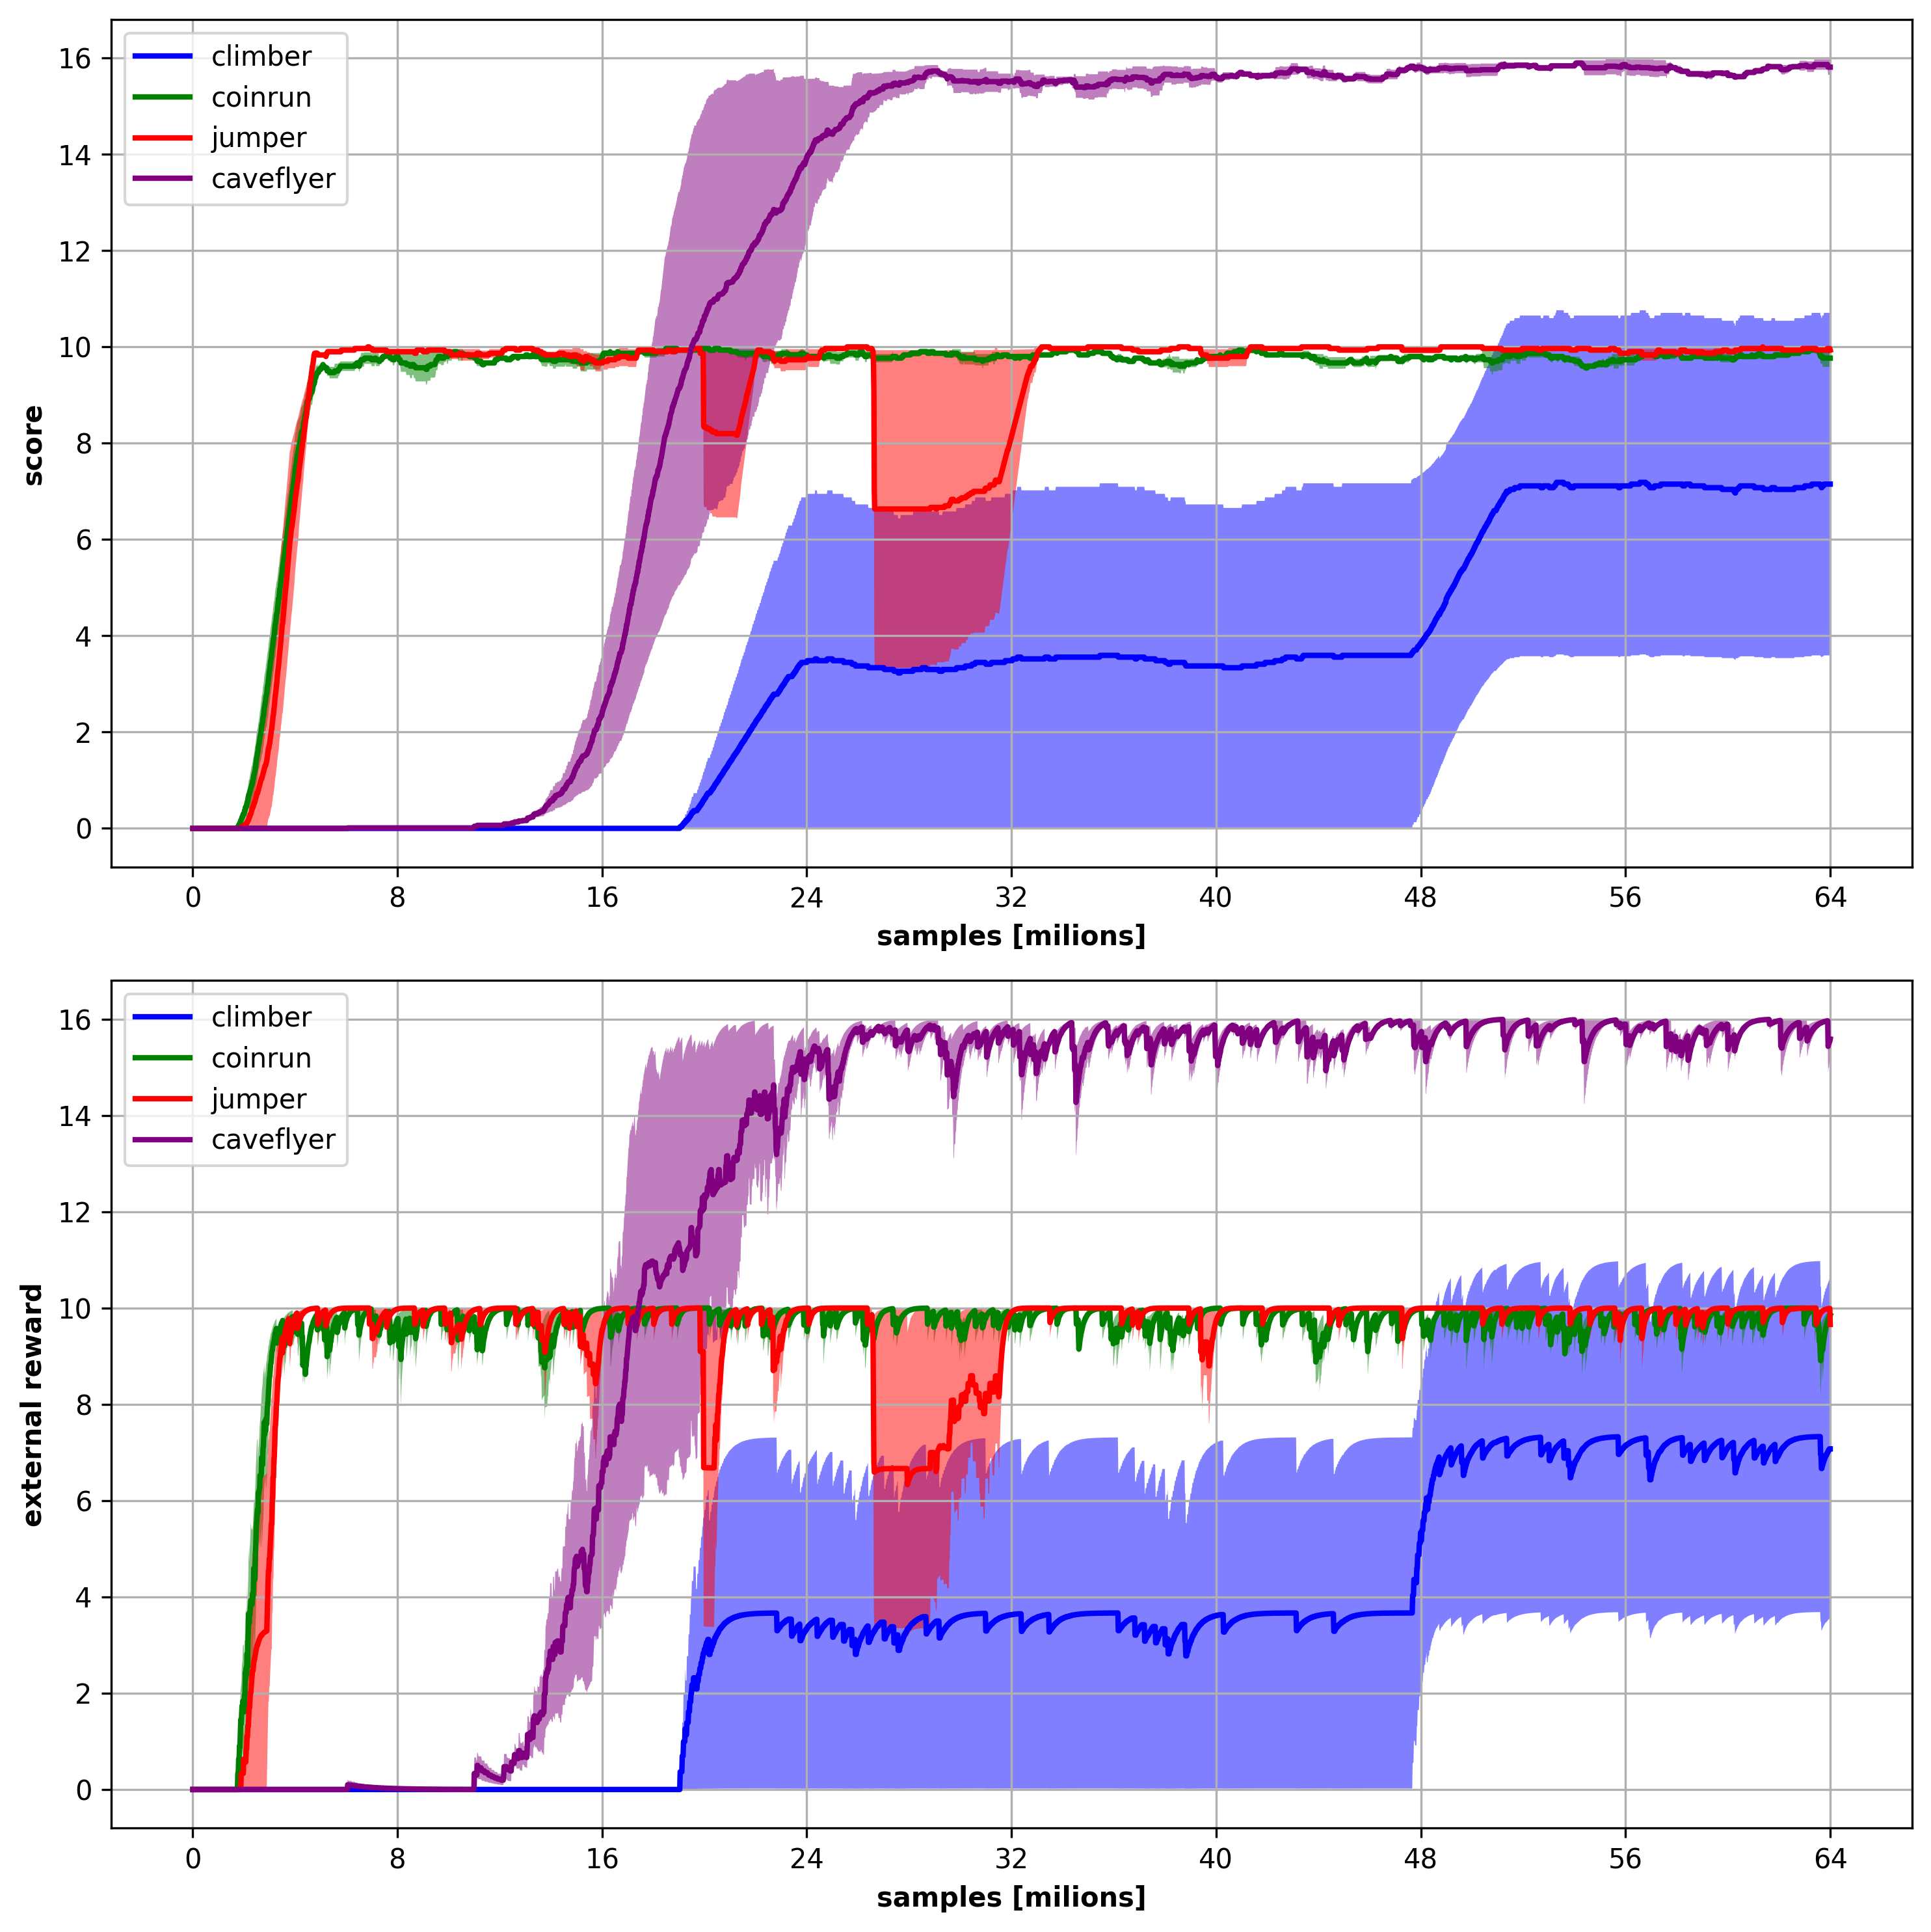 climber
coinrun
jumper
caveflyer
score
16
14
12
10
8
6
4
2
0
0 8 16 24 32 40 48 56 64
samples [milions]
climber
coinrun
jumper
caveflyer
external reward
16
14
12
10
8
6
4
2
0
0 8 16 24 32 40 48 56 64
samples [milions]